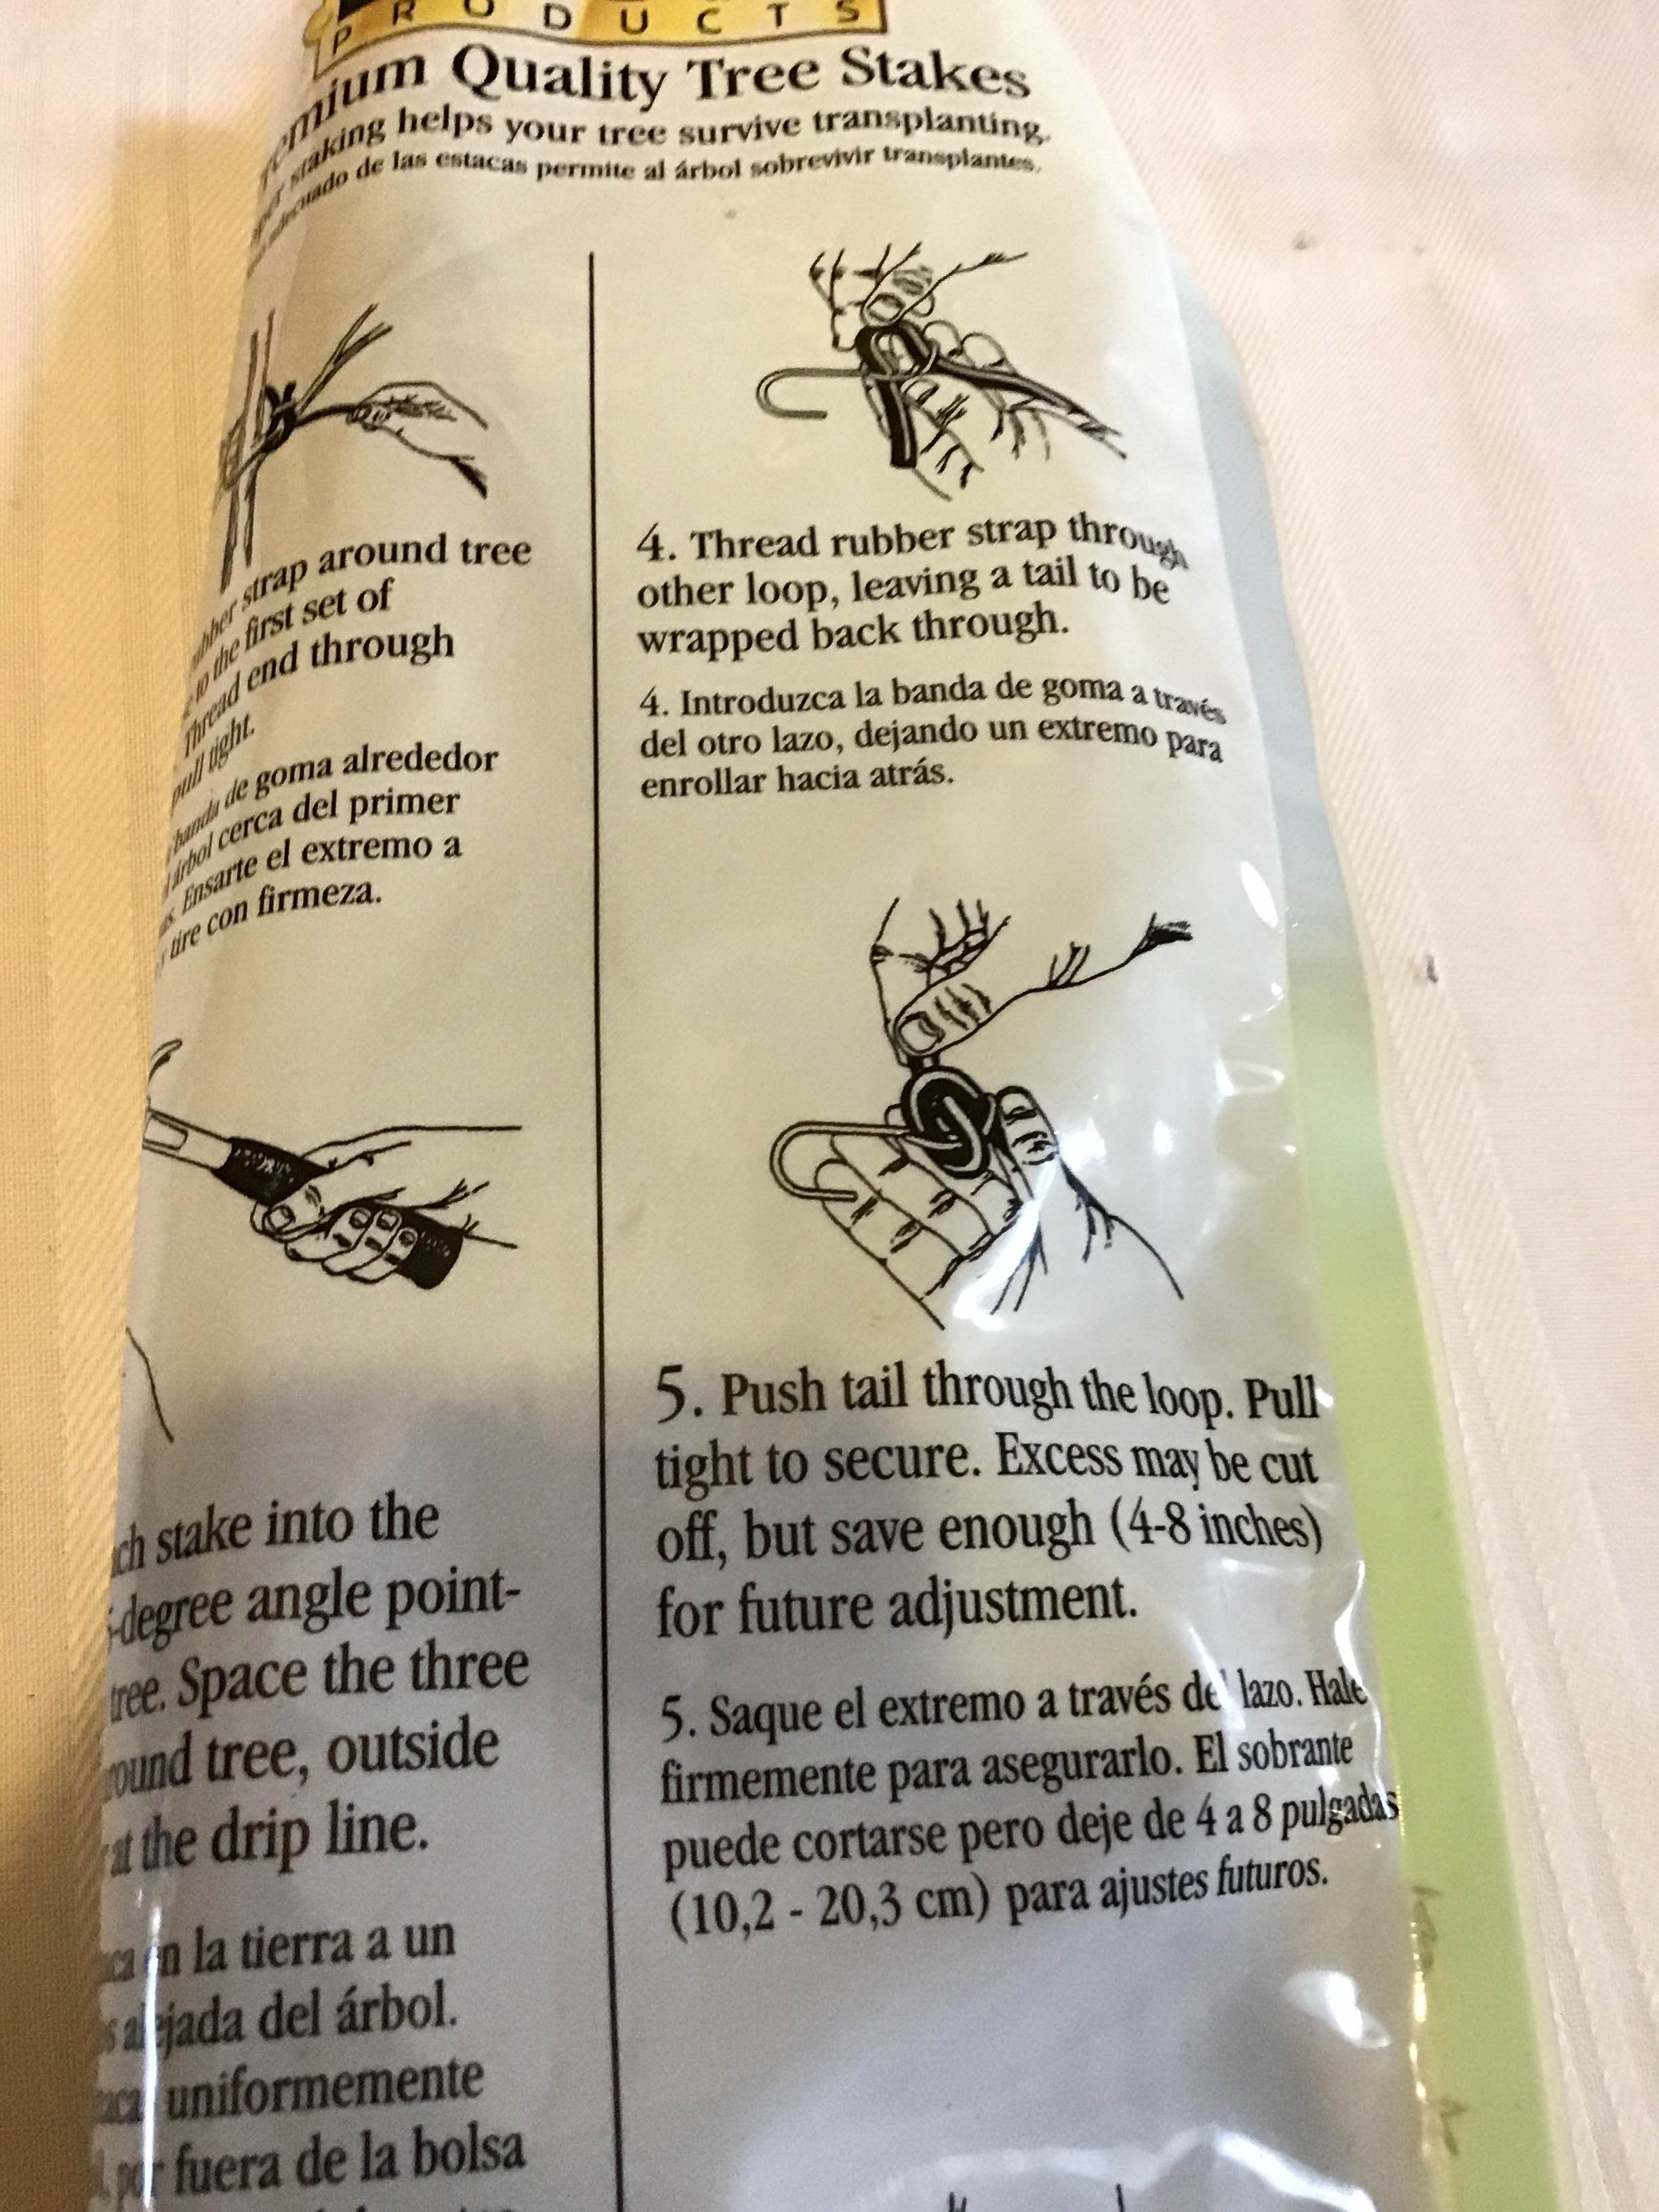 PRODUCTS
Quality Tree Stakes
staking helps your tree survive transplanting.
adecuado de las estacas permite al árbol sobrevivir transplantes.
strap around tree
to the first set of
Thread end through
pull tight.
banda de goma alrededor
árbol cerca del primer
Ensarte el extremo a
tire con firmeza.
stake into the
-degree angle point-
tree. Space the three
tree, outside
at the drip line.
en la tierra a un
del árbol.
uniformemente
por fuera de la bolsa
4. Thread rubber strap through
other loop, leaving a tail to be
wrapped back through.
4. Introduzca la banda de goma a través
del otro lazo, dejando un extremo para
enrollar hacia atrás.
5. Push tail through the loop. Pull
tight to secure. Excess may be cut
off, but save enough (4-8 inches)
for future adjustment.
5. Saque el extremo a través del lazo. Hale
firmemente para asegurarlo. El sobrante
puede cortarse pero deje de 4 a 8 pulgadas
(10,2 - 20,3 cm) para ajustes futuros.